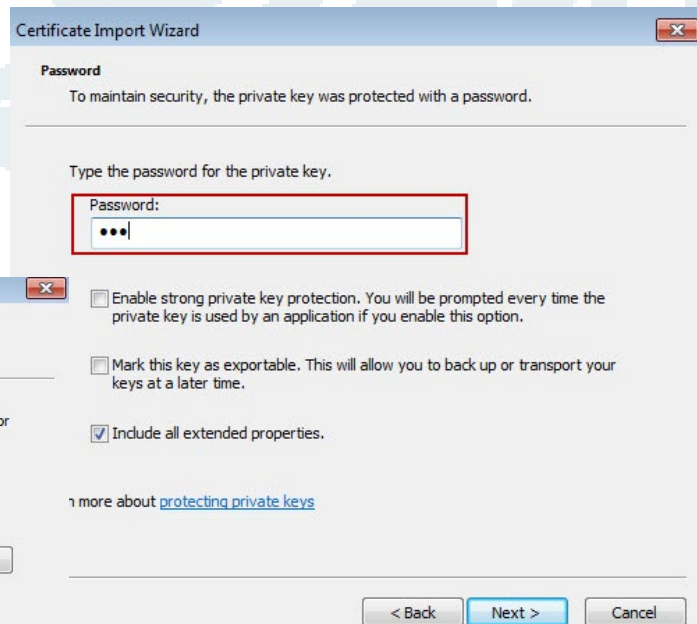 Certificate Import Wizard
Password
To maintain security, the private key was protected with a password.
Type the password for the private key.
Password:
•••
Enable strong private key protection. You will be prompted every time the
private key is used by an application if you enable this option.
Mark this key as exportable. This will allow you to back up or transport your
keys at a later time.
or
Include all extended properties.
more about protecting private keys
< Back Next > Cancel